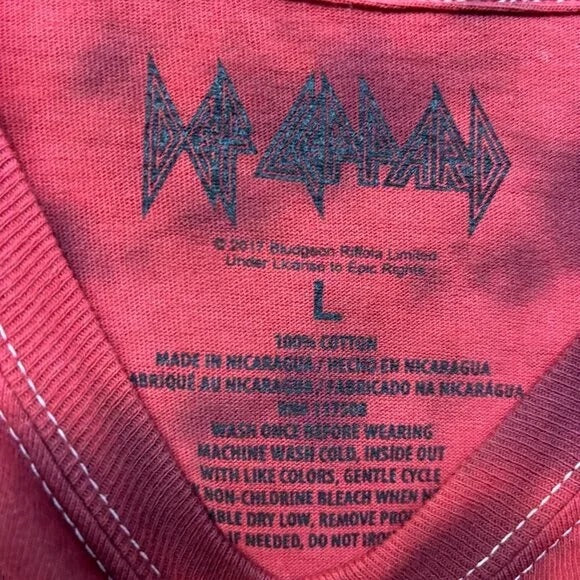 DEF LEPPARD
© 2017 Bludgeon Riffola Limited
Under License to Epic Rights.
L
100% COTTON
MADE IN NICARAGUA / HECHO EN NICARAGUA
ABRIQUÉ AU NICARAGUA / FABRICADO NA NICARAGUA
WASH ONCE BEFORE WEARING
MACHINE WASH COLD, INSIDE OUT
WITH LIKE COLORS, GENTLE CYCLE
NON-CHLORINE BLEACH WHEN
BLE DRY LOW, REMOVE PRO
IF NEEDED, DO NOT IRO